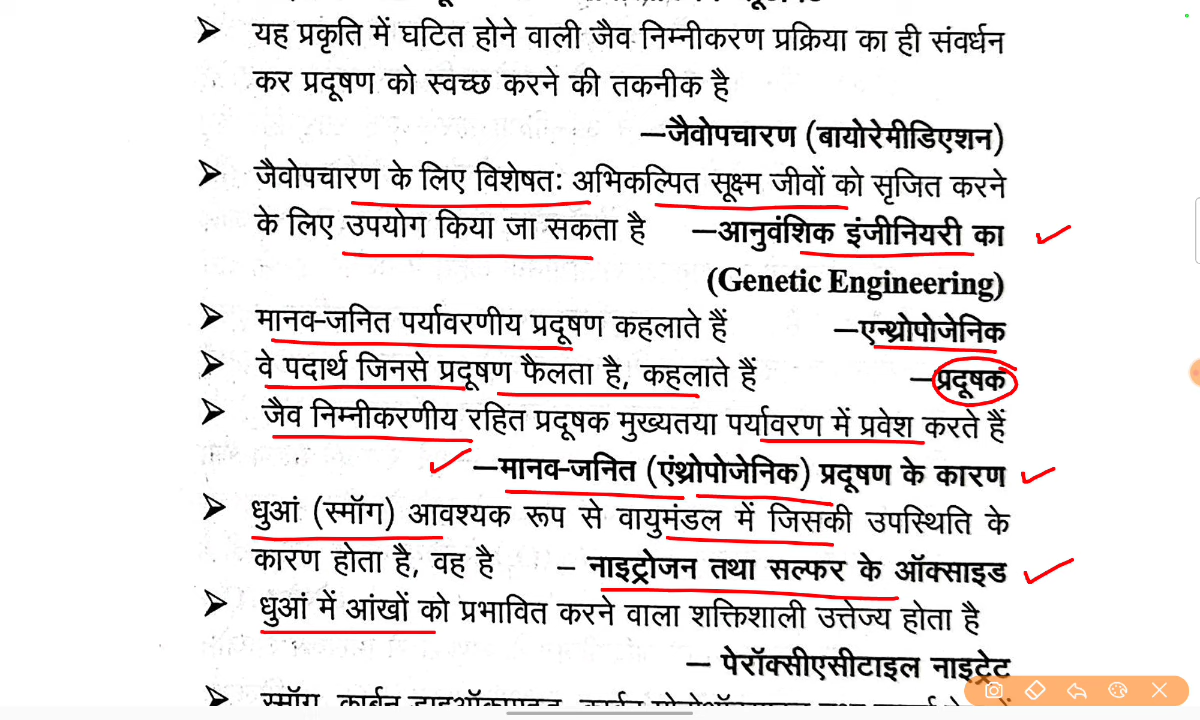 ➤ यह प्रकृति में घटित होने वाली जैव निम्नीकरण प्रक्रिया का ही संवर्धन
कर प्रदूषण को स्वच्छ करने की तकनीक है
—जैवोपचारण (बायोरेमीडिएशन)
➤ जैवोपचारण के लिए विशेषतः अभिकल्पित सूक्ष्म जीवों को सृजित करने
के लिए उपयोग किया जा सकता है —आनुवंशिक इंजीनियरी का
(Genetic Engineering)
➤ मानव-जनित पर्यावरणीय प्रदूषण कहलाते हैं —एन्थ्रोपोजेनिक
➤ वे पदार्थ जिनसे प्रदूषण फैलता है, कहलाते हैं —प्रदूषक
➤ जैव निम्नीकरणीय रहित प्रदूषक मुख्यतया पर्यावरण में प्रवेश करते हैं
—मानव-जनित (एंथ्रोपोजेनिक) प्रदूषण के कारण
➤ धुआं (स्मॉग) आवश्यक रूप से वायुमंडल में जिसकी उपस्थिति के
कारण होता है, वह है – नाइट्रोजन तथा सल्फर के ऑक्साइड
➤ धुआं में आंखों को प्रभावित करने वाला शक्तिशाली उत्तेज्य होता है
— पेरॉक्सीएसीटाइल नाइट्रेट